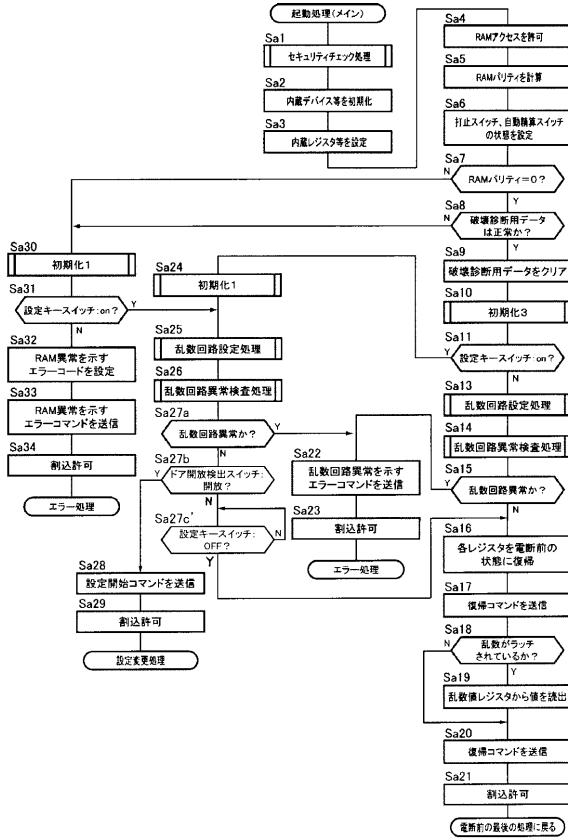 起動処理(メイン)
Sa1
セキュリティチェック処理
Sa2
内蔵デバイス等を初期化
Sa3
内蔵レジスタ等を設定
Sa4
RAMアクセスを許可
Sa5
RAMパリティを計算
Sa6
打止スイッチ、自動精算スイッチ
の状態を設定
Sa7
N
RAMパリティ=0?
Y
Sa8
N
破壊診断用データ
は正常か?
Y
Sa9
破壊診断用データをクリア
Sa10
初期化3
Sa11
設定キースイッチ:on?
Y
N
Sa13
乱数回路設定処理
Sa14
乱数回路異常検査処理
Sa15
Y
乱数回路異常か?
N
Sa16
各レジスタを電断前の
状態に復帰
Sa17
復帰コマンドを送信
Sa18
N
乱数がラッチ
されているか?
Y
Sa19
乱数値レジスタから値を読出
Sa20
復帰コマンドを送信
Sa21
割込許可
電断前の最後の処理に戻る
Sa30
初期化1
Sa31
設定キースイッチ:on?
Y
N
Sa32
RAM異常を示す
エラーコードを設定
Sa33
RAM異常を示す
エラーコマンドを送信
Sa34
割込許可
エラー処理
Sa24
初期化1
Sa25
乱数回路設定処理
Sa26
乱数回路異常検査処理
Sa27a
乱数回路異常か?
Y
N
Sa27b
Y
ドア開放検出スイッチ:
開放?
N
Sa27c'
設定キースイッチ:
OFF?
N
Y
Sa28
設定開始コマンドを送信
Sa29
割込許可
設定変更処理
Sa22
乱数回路異常を示す
エラーコマンドを送信
Sa23
割込許可
エラー処理